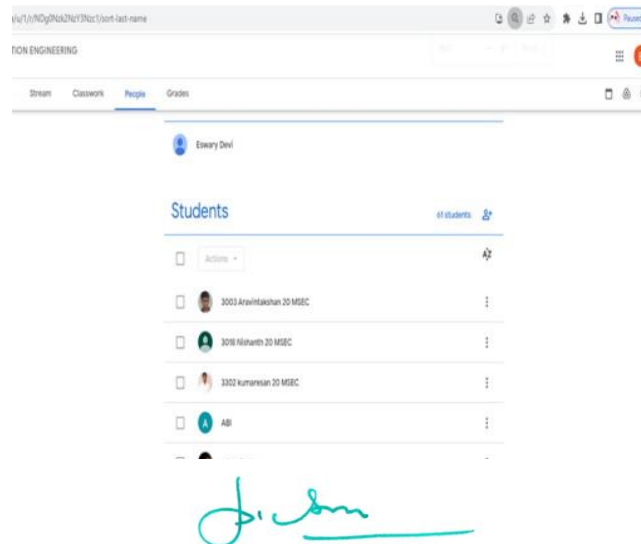 TION ENGINEERING
Stream Classwork People Grades
Eswary Devi
Students 61 students
Actions
3003 Aravintakshan 20 MSEC
3018 Nishanth 20 MSEC
3302 kumaresan 20 MSEC
A ABI